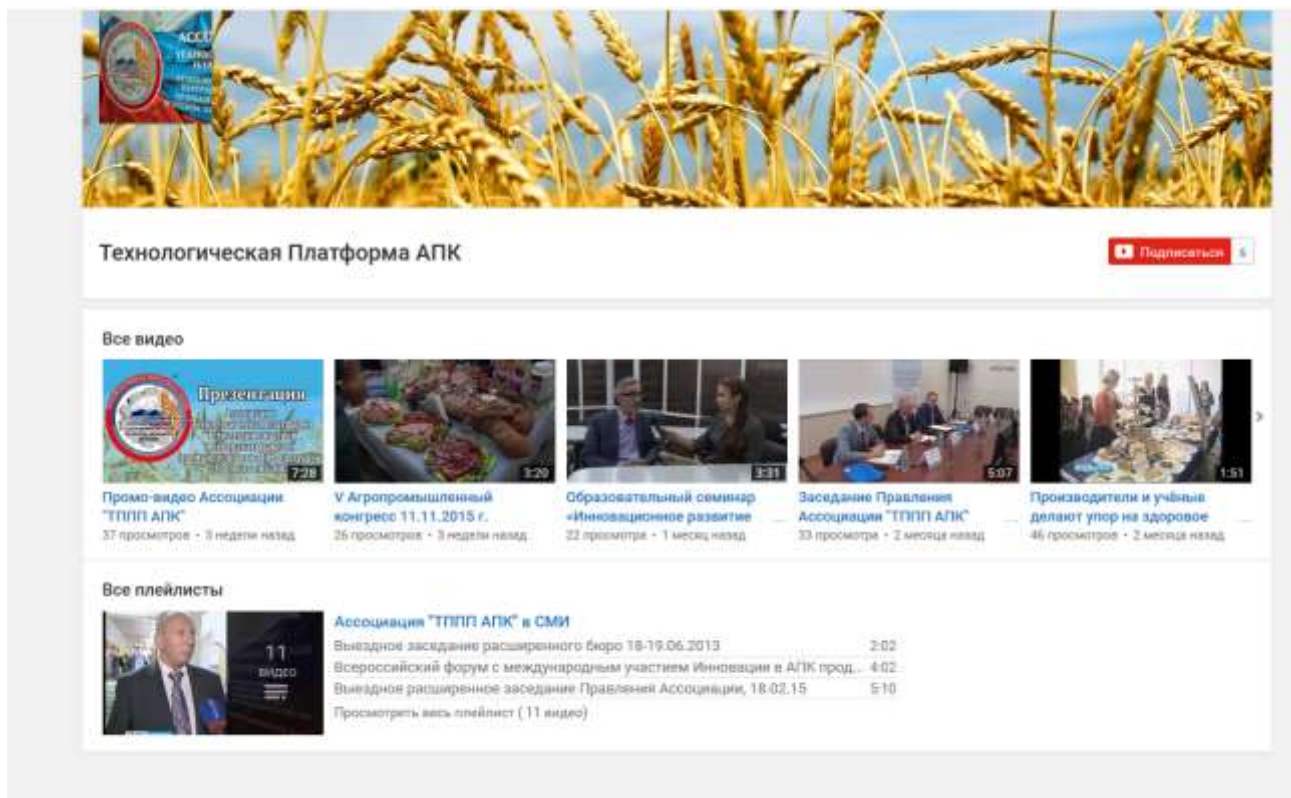 АССО
Технологическая Платформа АПК
Подписаться 6
Все видео
Презентация
7:28
3:20
3:31
5:07
1:51
Промо-видео Ассоциации
"ТППП АПК"
37 просмотров • 3 недели назад
V Агропромышленный
конгресс 11.11.2015 г.
26 просмотров • 3 недели назад
Образовательный семинар
«Инновационное развитие ...
22 просмотра • 1 месяц назад
Заседание Правления
Ассоциации "ТППП АПК" ...
33 просмотра • 2 месяца назад
Производители и учёные
делают упор на здоровое ...
46 просмотров • 2 месяца назад
Все плейлисты
11
видео
Ассоциация "ТППП АПК" в СМИ
Выездное заседание расширенного бюро 18-19.06.2013 2:02
Всероссийский форум с международным участием Инновации в АПК прод... 4:02
Выездное расширенное заседание Правления Ассоциации, 18.02.15 5:10
Просмотреть весь плейлист ( 11 видео)